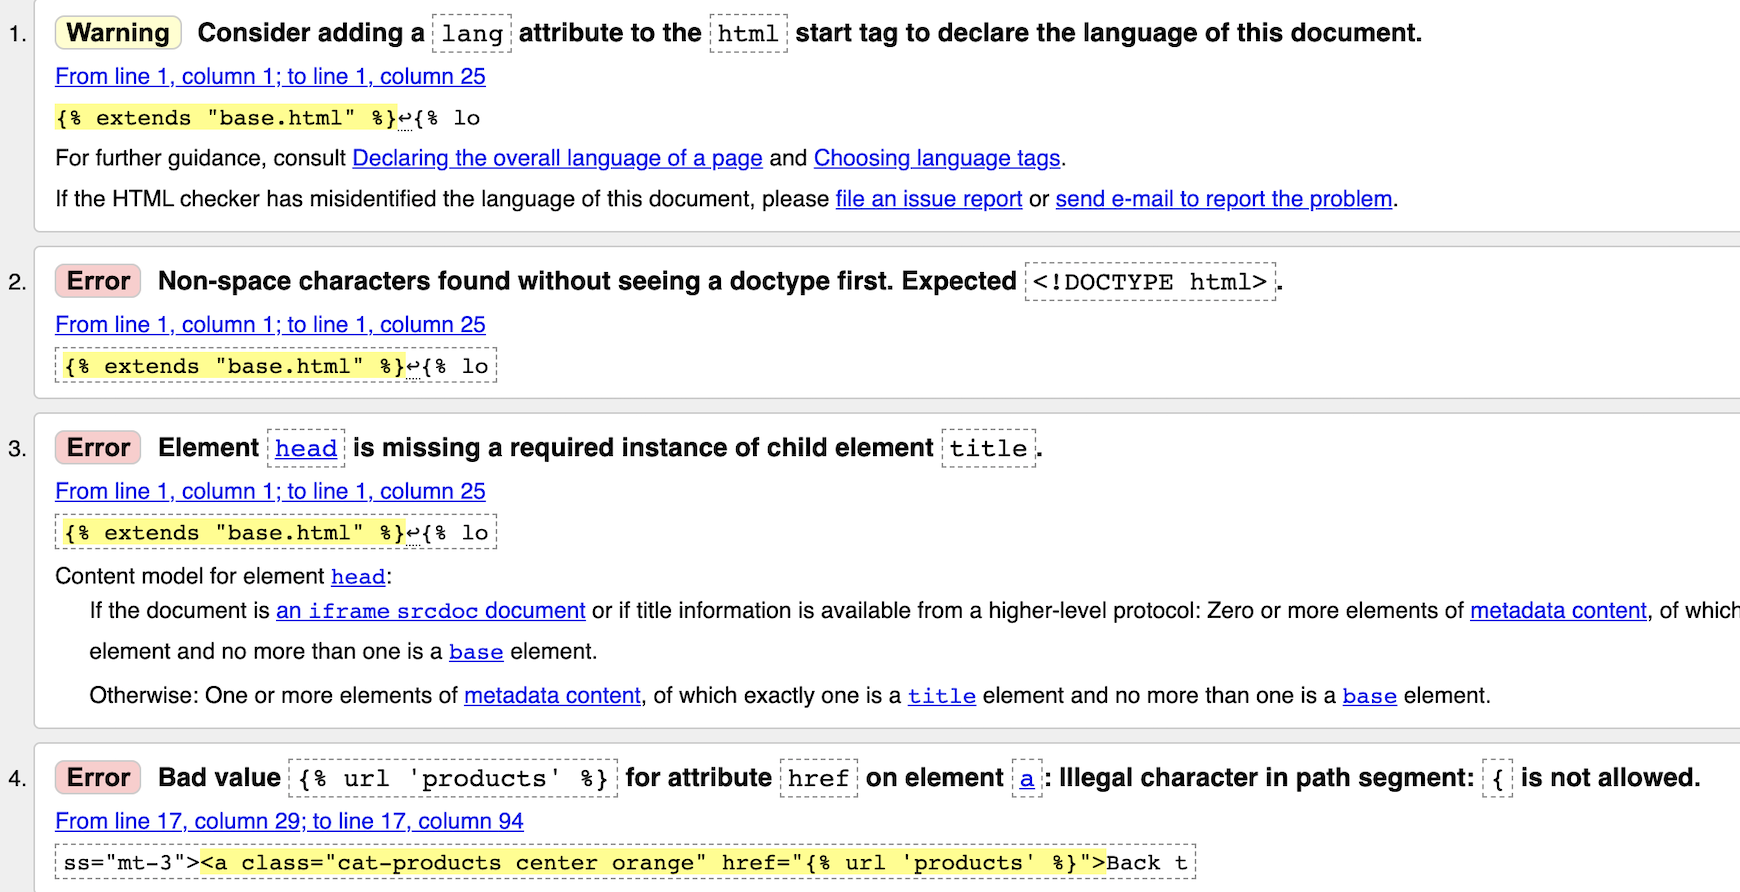 1. Warning Consider adding a lang attribute to the html start tag to declare the language of this document.
From line 1, column 1; to line 1, column 25
{% extends "base.html" %}↩{% lo
For further guidance, consult Declaring the overall language of a page and Choosing language tags.
If the HTML checker has misidentified the language of this document, please file an issue report or send e-mail to report the problem.
2. Error Non-space characters found without seeing a doctype first. Expected <!DOCTYPE html>.
From line 1, column 1; to line 1, column 25
{% extends "base.html" %}↩{% lo
3. Error Element head is missing a required instance of child element title.
From line 1, column 1; to line 1, column 25
{% extends "base.html" %}↩{% lo
Content model for element head:
If the document is an iframe srcdoc document or if title information is available from a higher-level protocol: Zero or more elements of metadata content, of which
element and no more than one is a base element.
Otherwise: One or more elements of metadata content, of which exactly one is a title element and no more than one is a base element.
4. Error Bad value {% url 'products' %} for attribute href on element a: Illegal character in path segment: { is not allowed.
From line 17, column 29; to line 17, column 94
ss="mt-3"><a class="cat-products center orange" href="{% url 'products' %}">Back t